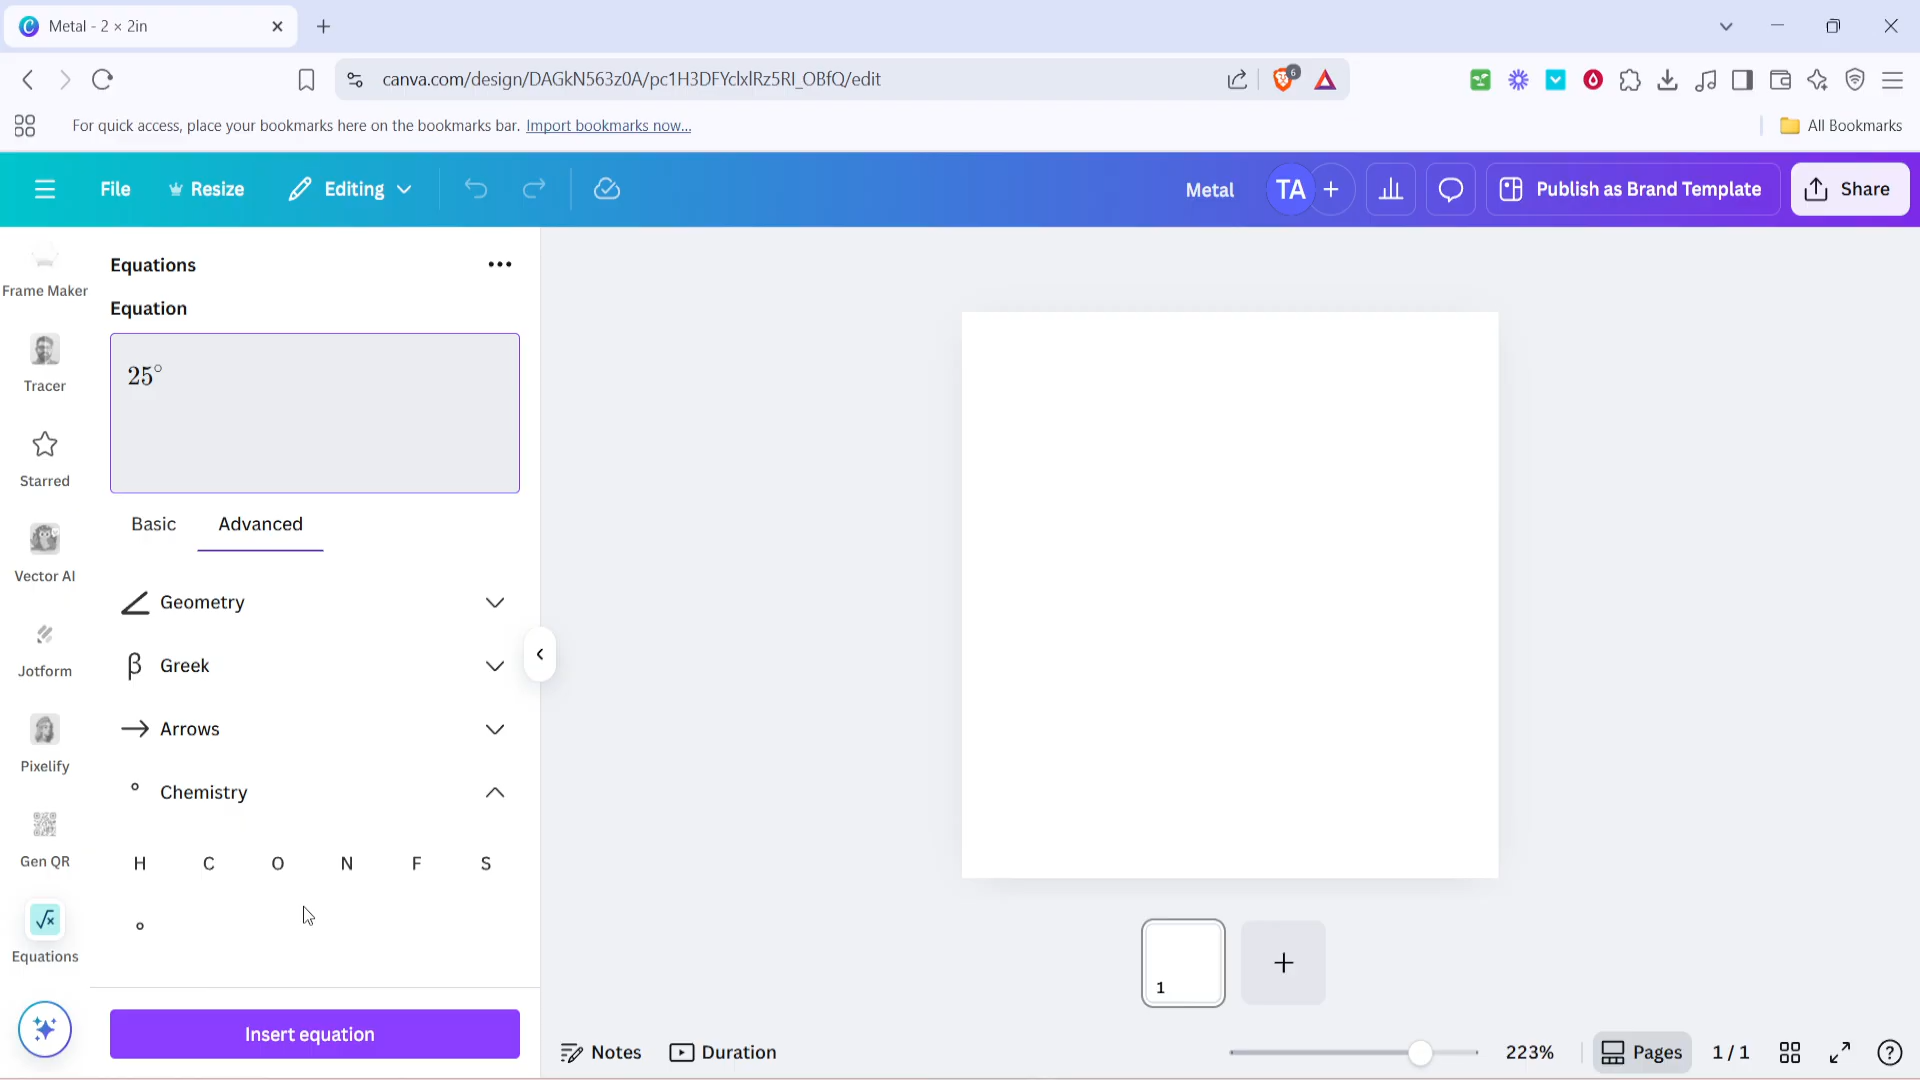 Metal - 2 × 2in
canva.com/design/DAGkN563z0A/pc1H3DFYclxlRz5RI_OBfQ/edit
6
For quick access, place your bookmarks here on the bookmarks bar. Import bookmarks now...
All Bookmarks
File
Resize
Editing
Metal
TA
Publish as Brand Template
Share
Frame Maker
Tracer
Starred
Vector AI
Jotform
Pixelify
Gen QR
Equations
Equations
Equation
25°
Basic
Advanced
Geometry
β Greek
Arrows
° Chemistry
H C O N F S
°
Insert equation
1
Notes
Duration
223%
Pages
1 / 1